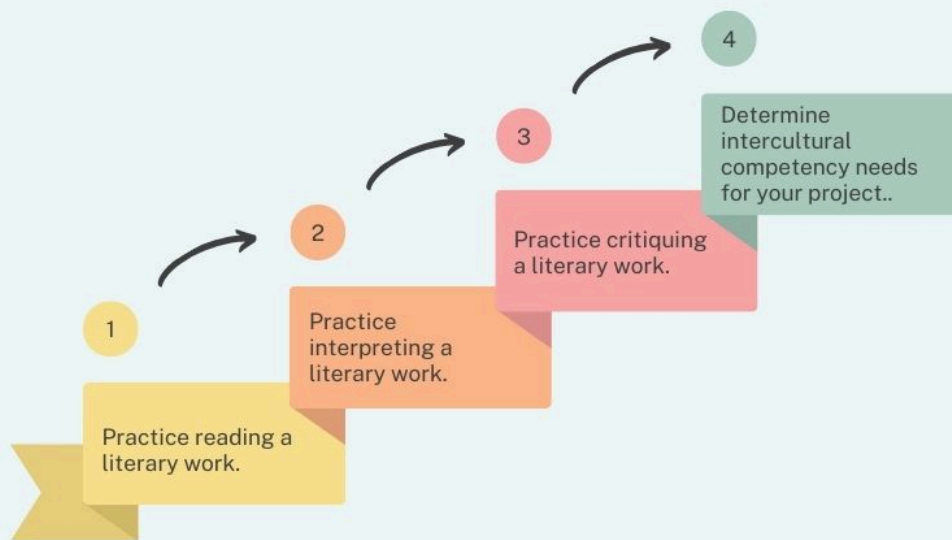 1
Practice reading a
literary work.
2
Practice
interpreting a
literary work.
3
Practice critiquing
a literary work.
4
Determine
intercultural
competency needs
for your project..